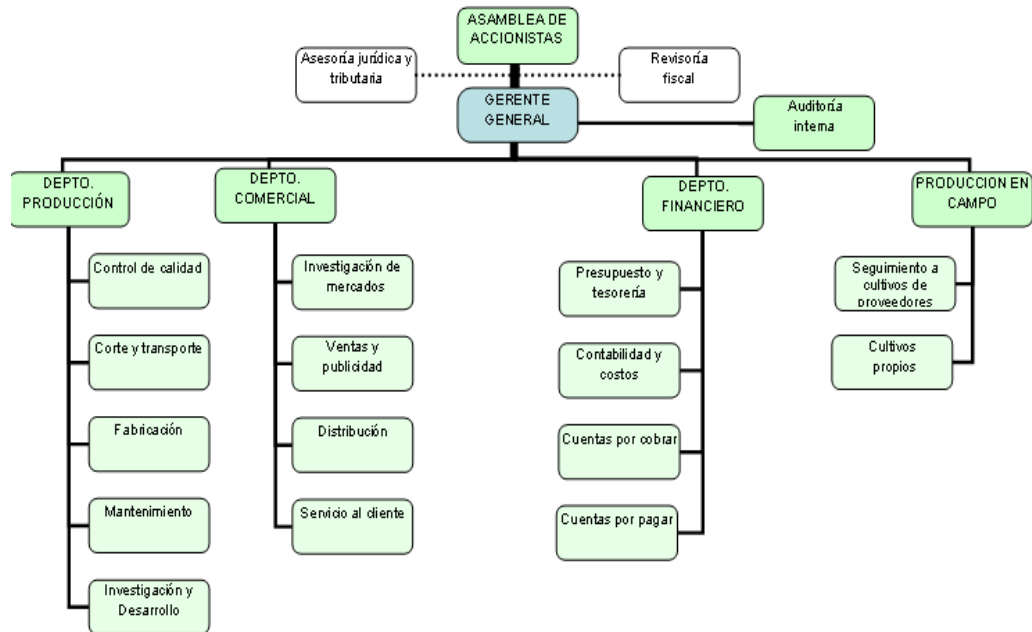 ASAMBLEA DE
ACCIONISTAS
Asesoría jurídica y
tributaria
Revisoría
fiscal
GERENTE
GENERAL
Auditoría
interna
DEPTO.
PRODUCCIÓN
DEPTO.
COMERCIAL
DEPTO.
FINANCIERO
PRODUCCION EN
CAMPO
Control de calidad
Corte y transporte
Fabricación
Mantenimiento
Investigación y
Desarrollo
Investigación de
mercados
Ventas y
publicidad
Distribución
Servicio al cliente
Presupuesto y
tesorería
Contabilidad y
costos
Cuentas por cobrar
Cuentas por pagar
Seguimiento a
cultivos de
proveedores
Cultivos
propios